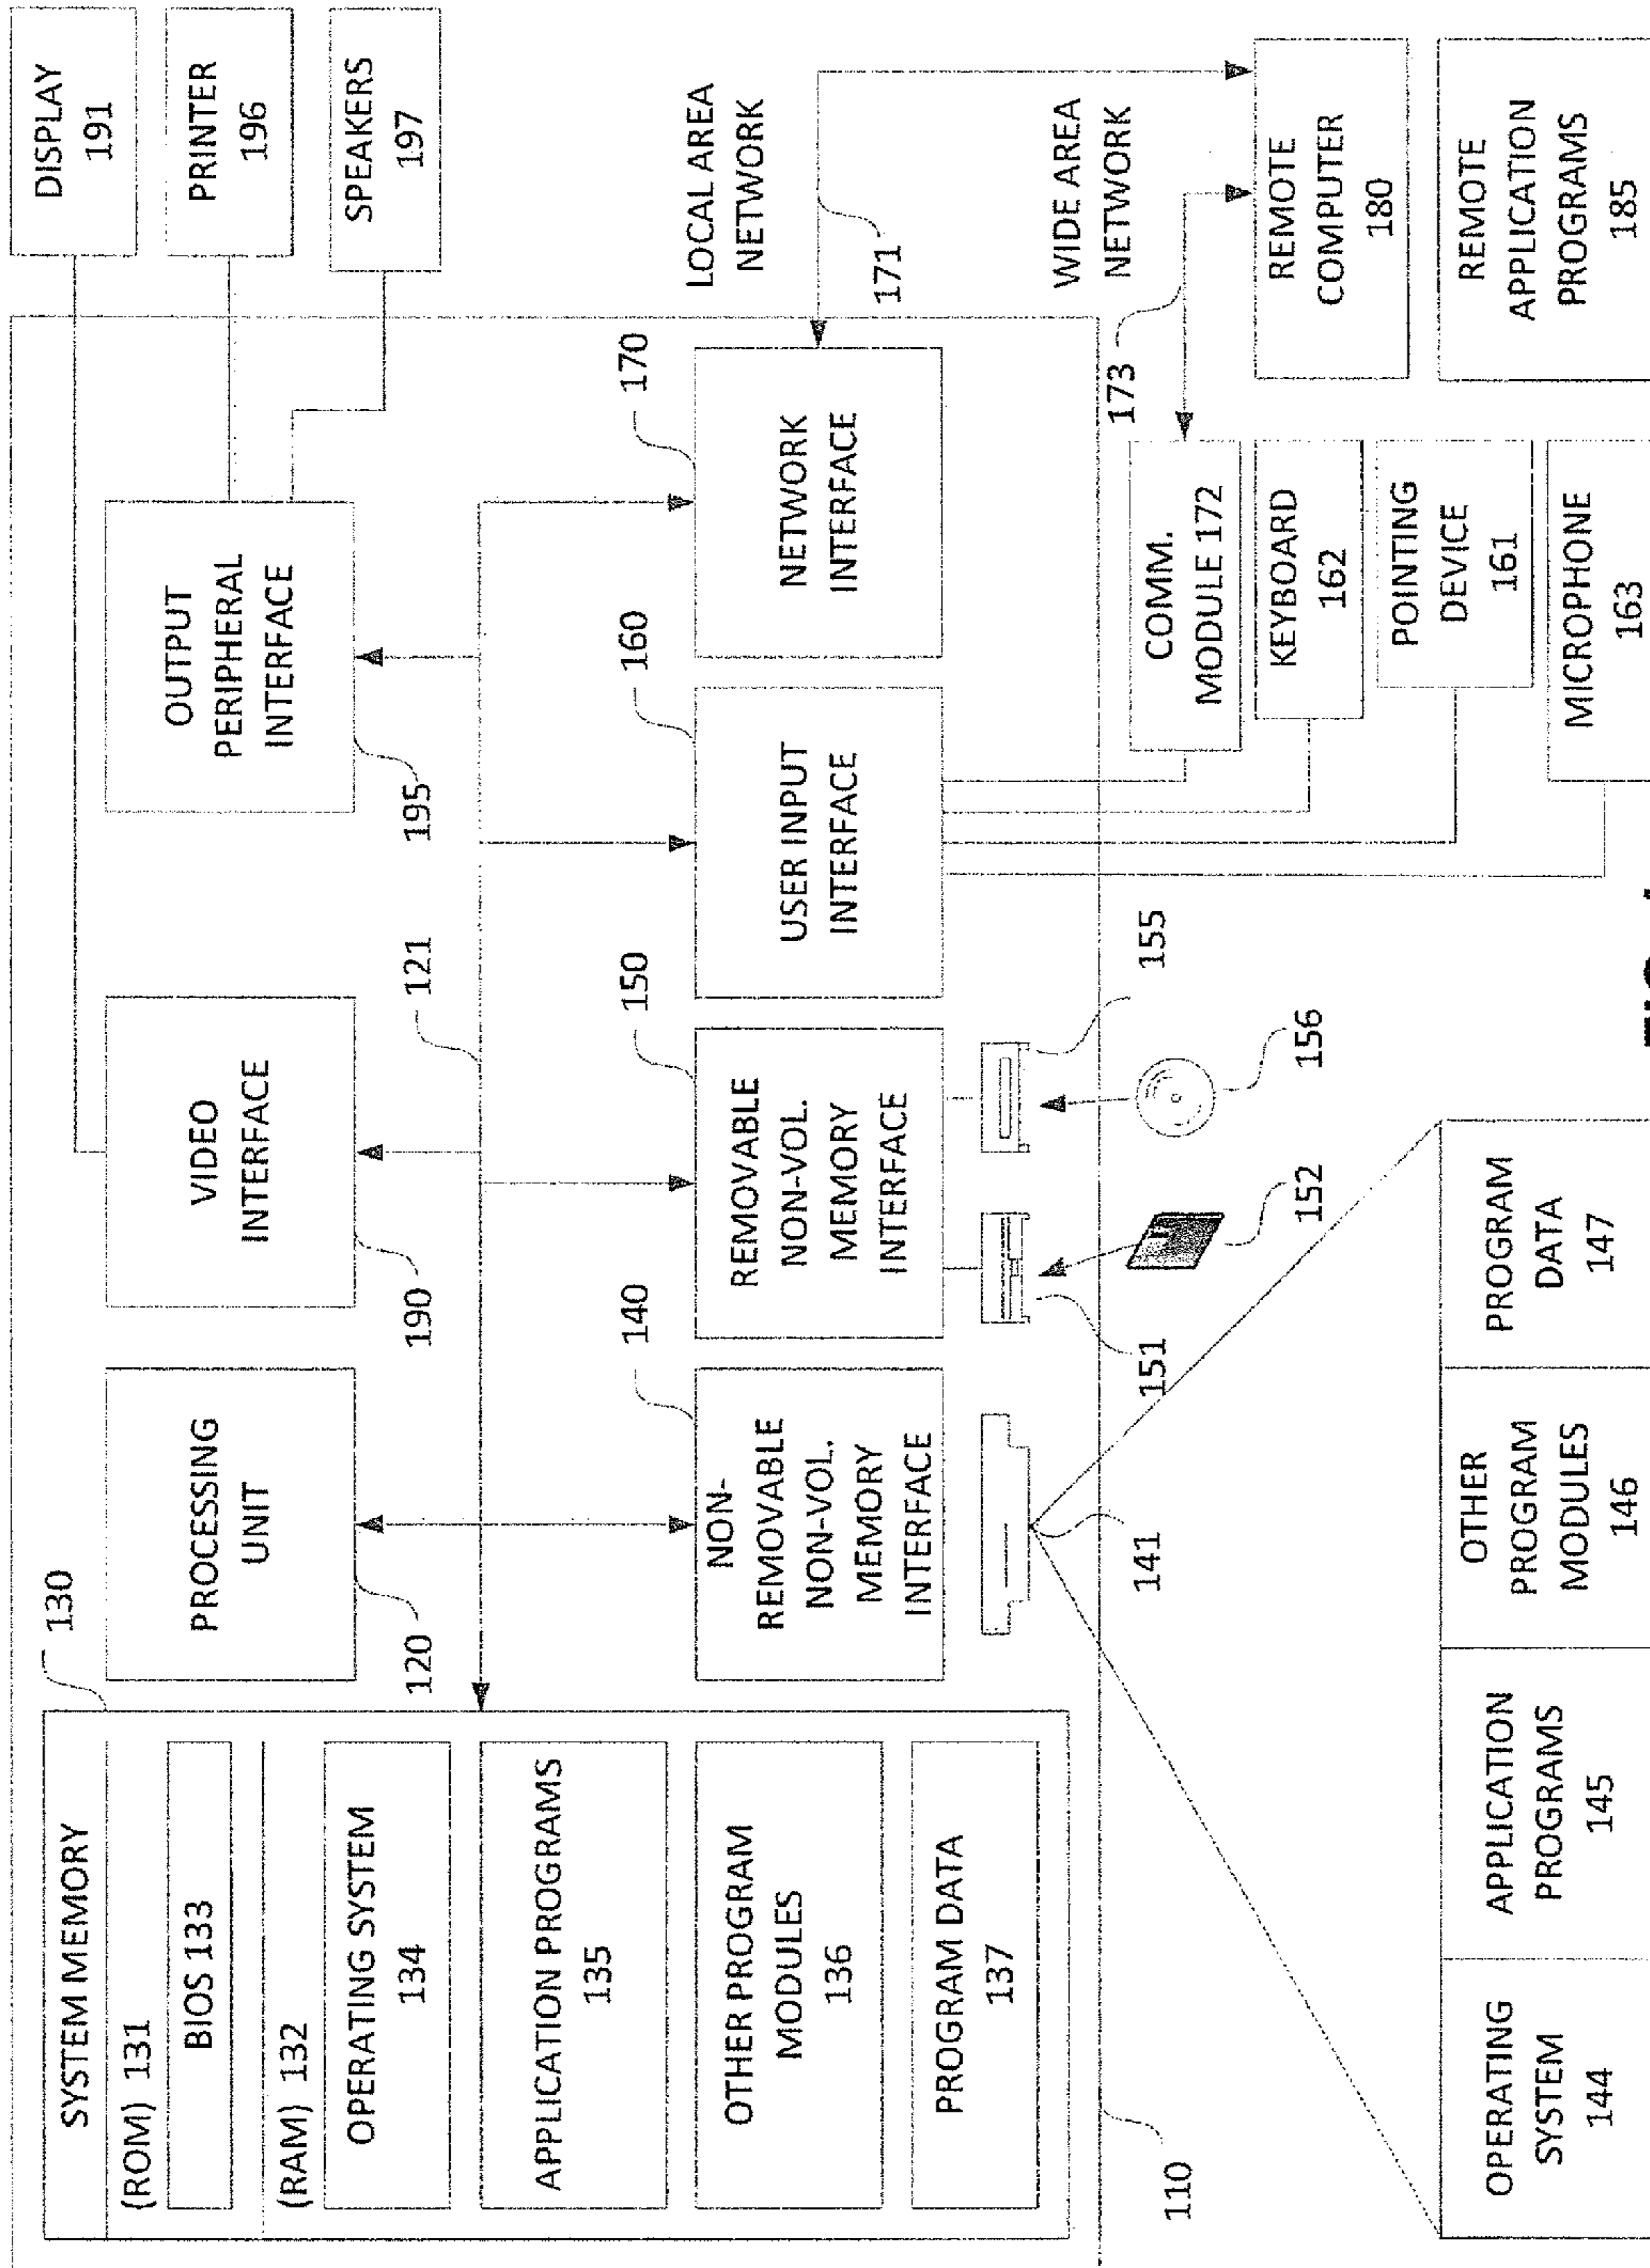 SYSTEM MEMORY
(ROM) 131
BIOS 133
(RAM) 132
OPERATING SYSTEM
134
APPLICATION PROGRAMS
135
OTHER PROGRAM
MODULES
136
PROGRAM DATA
137
130
PROCESSING
UNIT
120
VIDEO
INTERFACE
190
121
OUTPUT
PERIPHERAL
INTERFACE
195
DISPLAY
191
PRINTER
196
SPEAKERS
197
140
NON-
REMOVABLE
NON-VOL.
MEMORY
INTERFACE
150
REMOVABLE
NON-VOL.
MEMORY
INTERFACE
160
USER INPUT
INTERFACE
170
NETWORK
INTERFACE
LOCAL AREA
NETWORK
171
141
151
152
155
156
110
173
WIDE AREA
NETWORK
COMM.
MODULE 172
KEYBOARD
162
POINTING
DEVICE
161
MICROPHONE
163
REMOTE
COMPUTER
180
REMOTE
APPLICATION
PROGRAMS
185
OPERATING
SYSTEM
144
APPLICATION
PROGRAMS
145
OTHER
PROGRAM
MODULES
146
PROGRAM
DATA
147